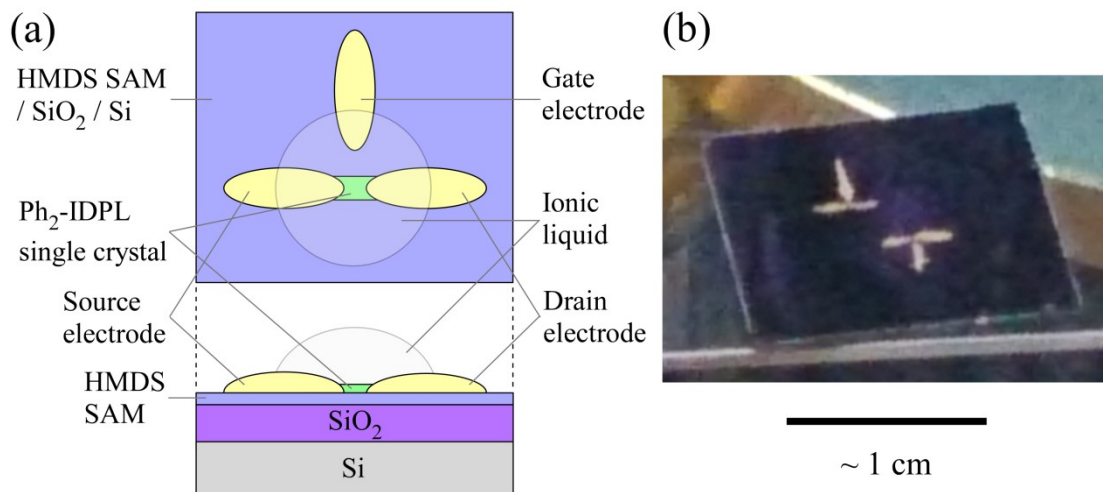 (a)
HMDS SAM
/ SiO₂ / Si
Gate
electrode
Ph₂-IDPL
single crystal
Ionic
liquid
Source
electrode
Drain
electrode
HMDS
SAM
SiO₂
Si
(b)
~ 1 cm